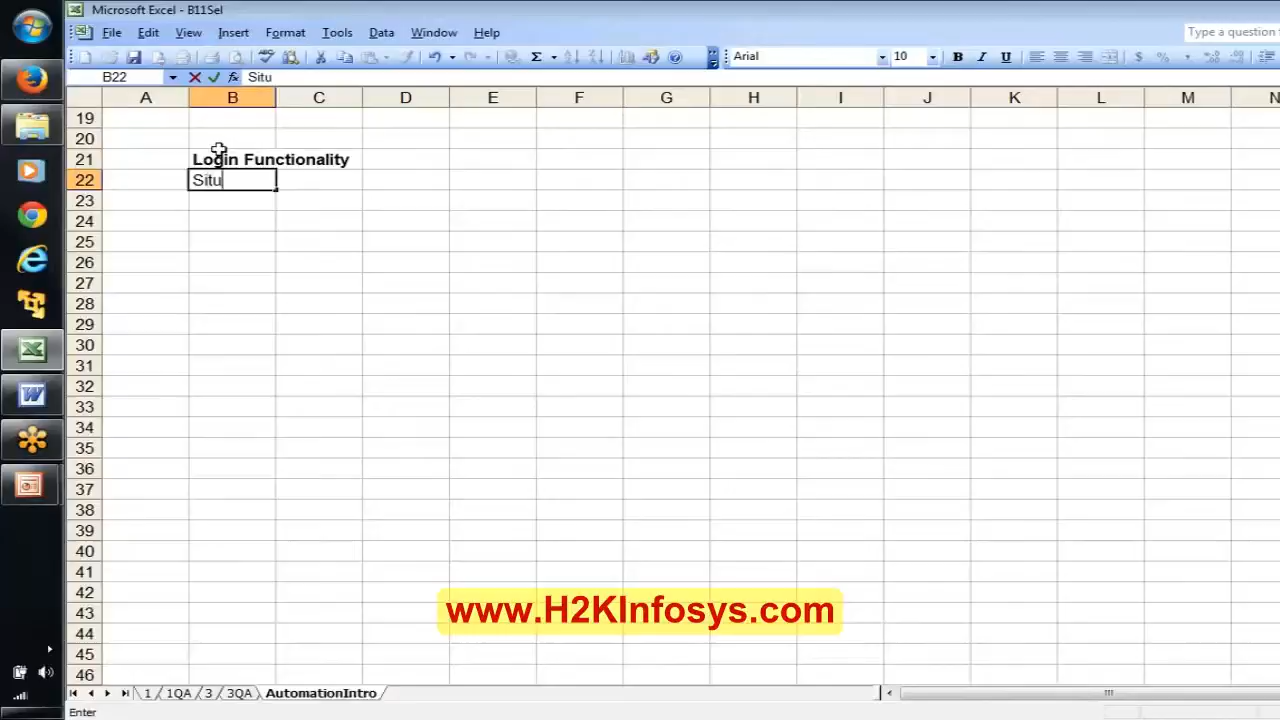 Microsoft Excel - B11Sel
File Edit View Insert Format Tools Data Window Help
Type a question
Arial 10 B I U $ %
B22 fx Situ
A B C D E F G H I J K L M N
19
20
21 Login Functionality
22 Situ
23
24
25
26
27
28
29
30
31
32
33
34
35
36
37
38
39
40
41
42
www.H2KInfosys.com
43
44
45
46
1 1QA 3 3QA AutomationIntro
Enter